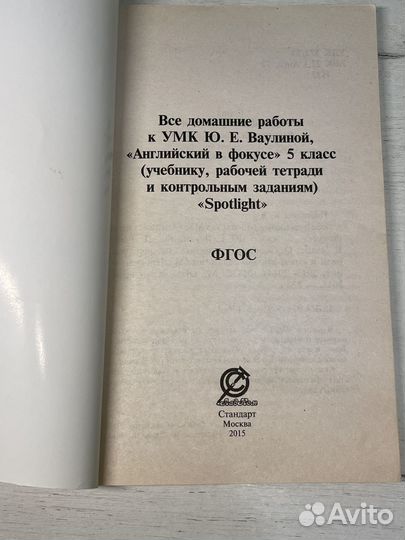 Все домашние работы
к УМК Ю. Е. Ваулиной,
«Английский в фокусе» 5 класс
(учебнику, рабочей тетради
и контрольным заданиям)
«Spotlight»
ФГОС
Стандарт
Москва
2015
Avito